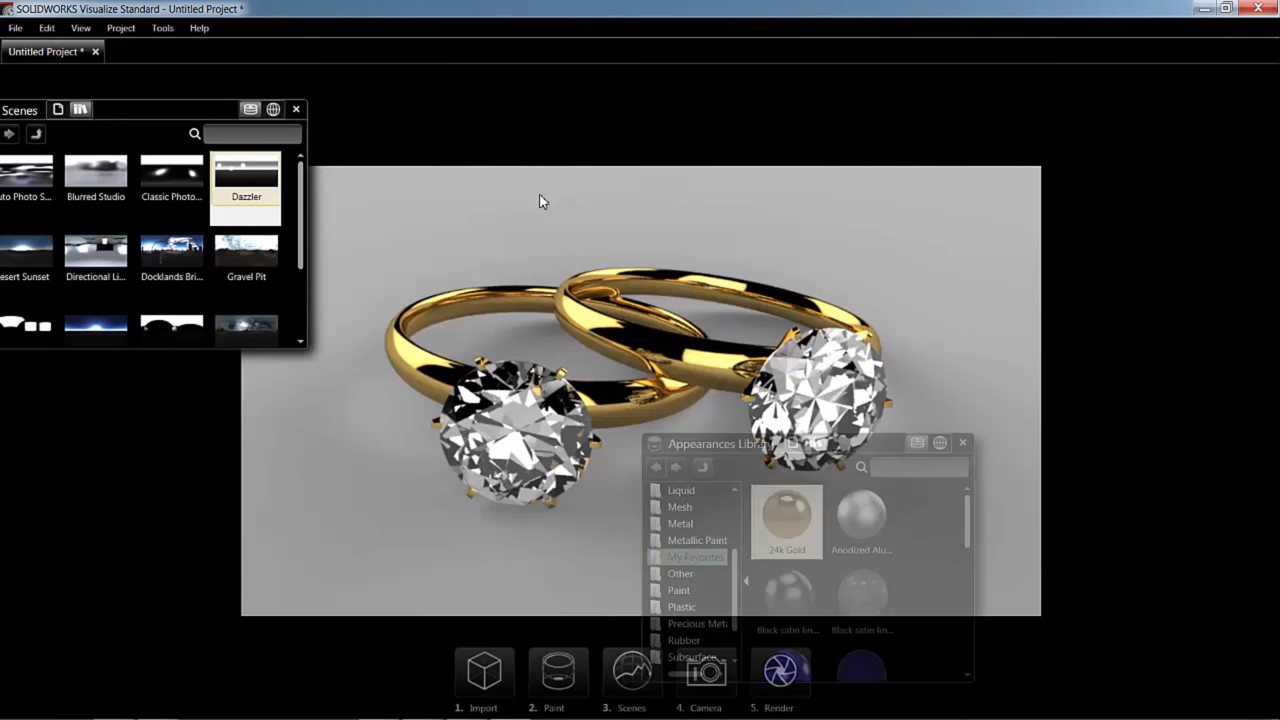 SOLIDWORKS Visualize Standard - Untitled Project *
File Edit View Project Tools Help
Untitled Project *
Scenes
uto Photo S... Blurred Studio Classic Photo... Dazzler
esert Sunset Directional Li... Docklands Bri... Gravel Pit
Appearances Library
Liquid
Mesh
Metal
Metallic Paint
My Favorites
Other
Paint
Plastic
Precious Met
Rubber
Subsurface
24k Gold Anodized Alu...
Black satin fin... Black satin fin...
1. Import 2. Paint 3. Scenes 4. Camera 5. Render